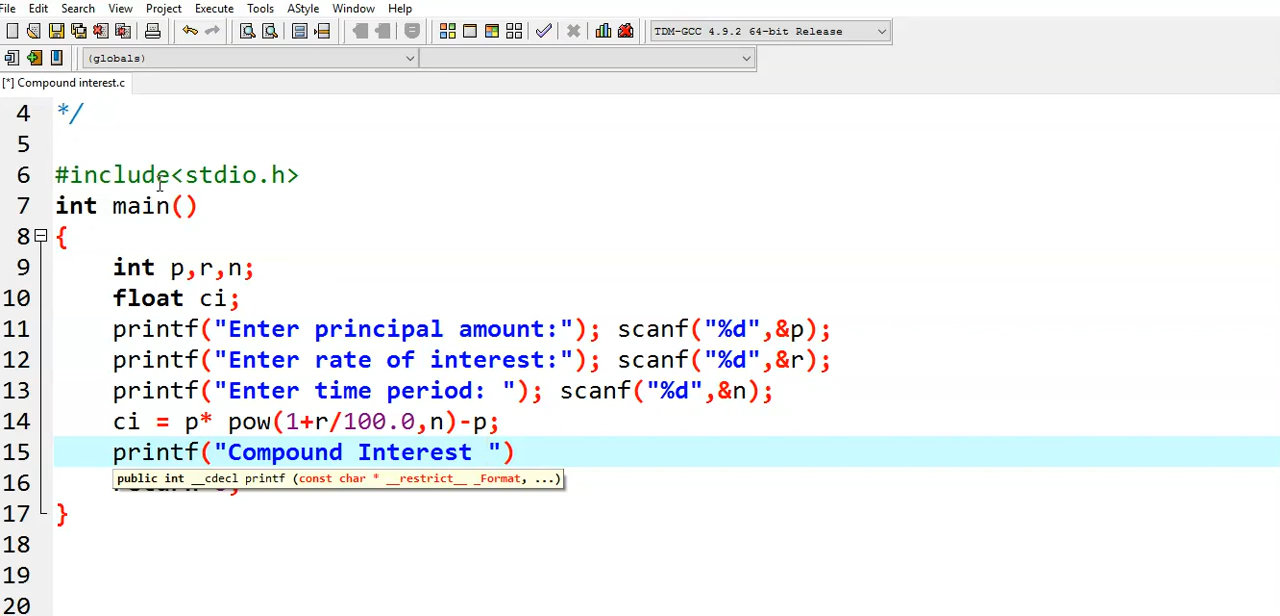 File Edit Search View Project Execute Tools AStyle Window Help
TDM-GCC 4.9.2 64-bit Release
(globals)
[*] Compound interest.c
4 */
5
6 #include<stdio.h>
7 int main()
8 {
9 int p,r,n;
10 float ci;
11 printf("Enter principal amount:"); scanf("%d",&p);
12 printf("Enter rate of interest:"); scanf("%d",&r);
13 printf("Enter time period: "); scanf("%d",&n);
14 ci = p* pow(1+r/100.0,n)-p;
15 printf("Compound Interest ")
public int __cdecl printf (const char * __restrict__ _Format, ...)
16
17 }
18
19
20